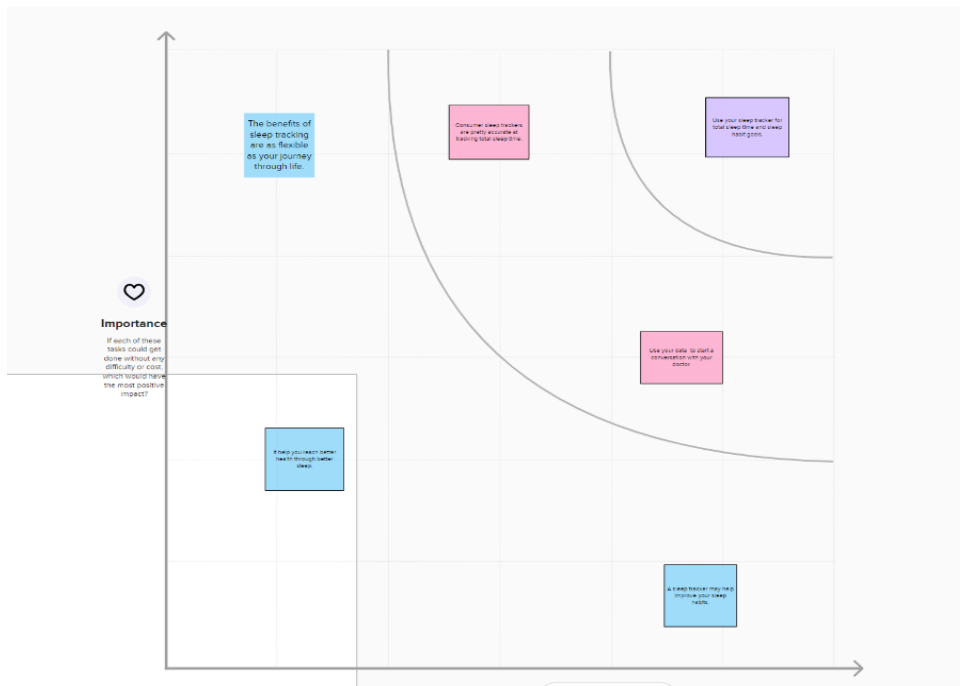 The benefits of
sleep tracking
are as flexible
as your journey
through life.
Consumer sleep trackers
are pretty accurate at
tracking total sleep time.
Use your sleep tracker for
total sleep time and sleep
habit goals.
Importance
If each of these
tasks could get
done without any
difficulty or cost,
which would have
the most positive
impact?
Use your data to start a
conversation with your
doctor.
It help you reach better
health through better
sleep.
A sleep tracker may help
improve your sleep
habits.